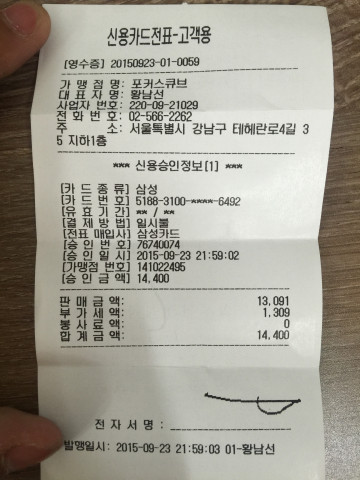 신용카드전표-고객용
[영수증] 20150923-01-0059
가 맹 점 명: 포커스큐브
대 표 자 명: 황남선
사업자 번호: 220-09-21029
전 화 번 호: 02-566-2262
주 소: 서울특별시 강남구 테헤란로4길 3
5 지하1층
*** 신용승인정보[1] ***
[카 드 종 류] 삼성
[카 드 번 호] 5188-3100-****-6492
[유 효 기 간] ** / **
[결 제 방 법] 일시불
[전표 매입사] 삼성카드
[승 인 번 호] 76740074
[승 인 일 시] 2015-09-23 21:59:02
[가맹점 번호] 141022495
[승 인 금 액] 14,400
판 매 금 액: 13,091
부 가 세 액: 1,309
봉 사 료 액: 0
합 계 금 액: 14,400
전 자 서 명 :
발행일시: 2015-09-23 21:59:03 01-황남선